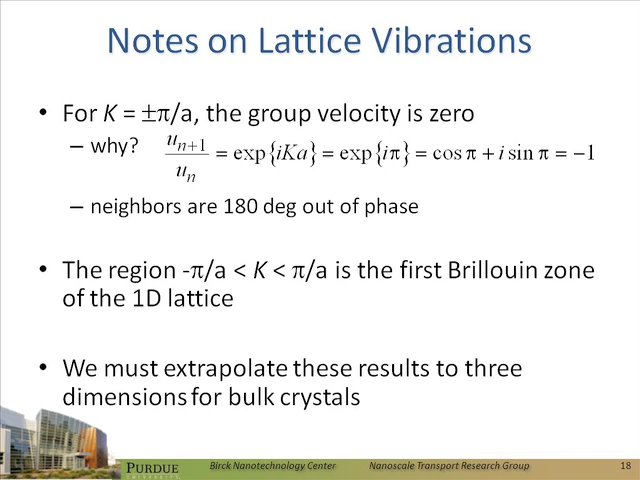 Notes on Lattice Vibrations
• For K = ±π/a, the group velocity is zero
– why? u_{n+1}/u_n = exp{iKa} = exp{iπ} = cos π + i sin π = −1
– neighbors are 180 deg out of phase
• The region -π/a < K < π/a is the first Brillouin zone
of the 1D lattice
• We must extrapolate these results to three
dimensions for bulk crystals
PURDUE
UNIVERSITY
Birck Nanotechnology Center Nanoscale Transport Research Group 18